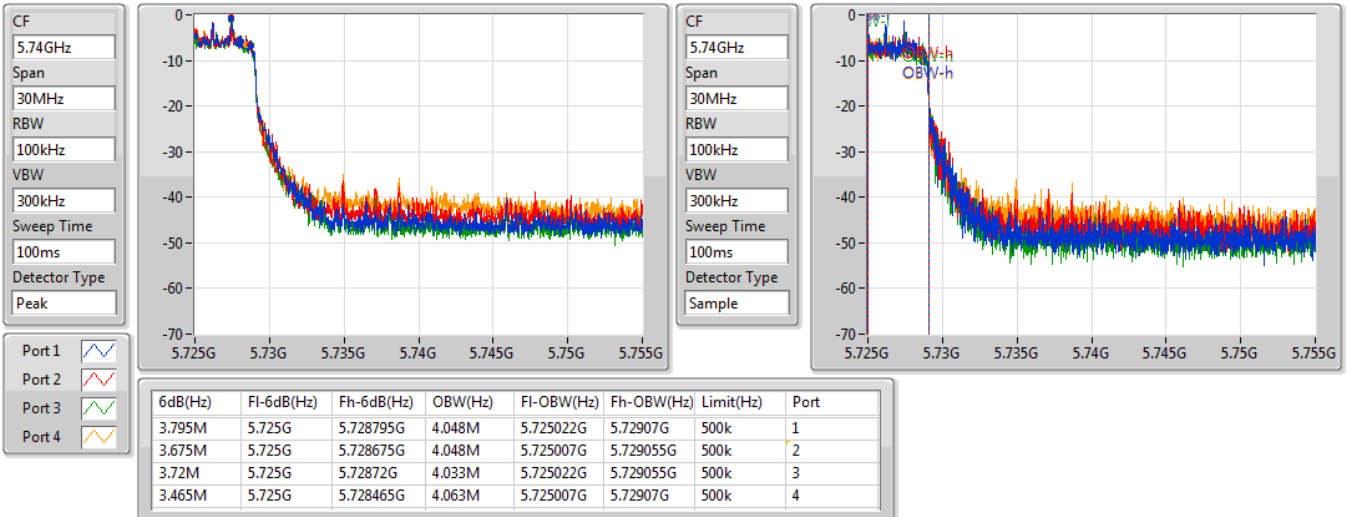 CF
5.74GHz
Span
30MHz
RBW
100kHz
VBW
300kHz
Sweep Time
100ms
Detector Type
Peak
0
-10
-20
-30
-40
-50
-60
-70
5.725G 5.73G 5.735G 5.74G 5.745G 5.75G 5.755G
CF
5.74GHz
Span
30MHz
RBW
100kHz
VBW
300kHz
Sweep Time
100ms
Detector Type
Sample
0
-10
-20
-30
-40
-50
-60
-70
OBW-h
OBW-h
5.725G 5.73G 5.735G 5.74G 5.745G 5.75G 5.755G
Port 1
Port 2
Port 3
Port 4
6dB(Hz) Fl-6dB(Hz) Fh-6dB(Hz) OBW(Hz) Fl-OBW(Hz) Fh-OBW(Hz) Limit(Hz) Port
3.795M 5.725G 5.728795G 4.048M 5.725022G 5.72907G 500k 1
3.675M 5.725G 5.728675G 4.048M 5.725007G 5.729055G 500k 2
3.72M 5.725G 5.72872G 4.033M 5.725022G 5.729055G 500k 3
3.465M 5.725G 5.728465G 4.063M 5.725007G 5.72907G 500k 4